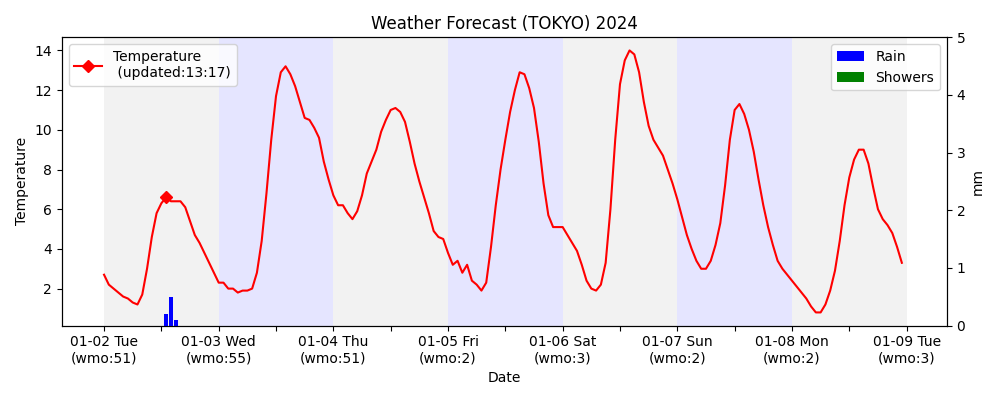 Weather Forecast (TOKYO) 2024
Temperature
(updated:13:17)
Rain
Showers
Temperature
14
12
10
8
6
4
2
5
4
3
2
1
0
mm
01-02 Tue
(wmo:51)
01-03 Wed
(wmo:55)
01-04 Thu
(wmo:51)
01-05 Fri
(wmo:2)
01-06 Sat
(wmo:3)
01-07 Sun
(wmo:2)
01-08 Mon
(wmo:2)
01-09 Tue
(wmo:3)
Date